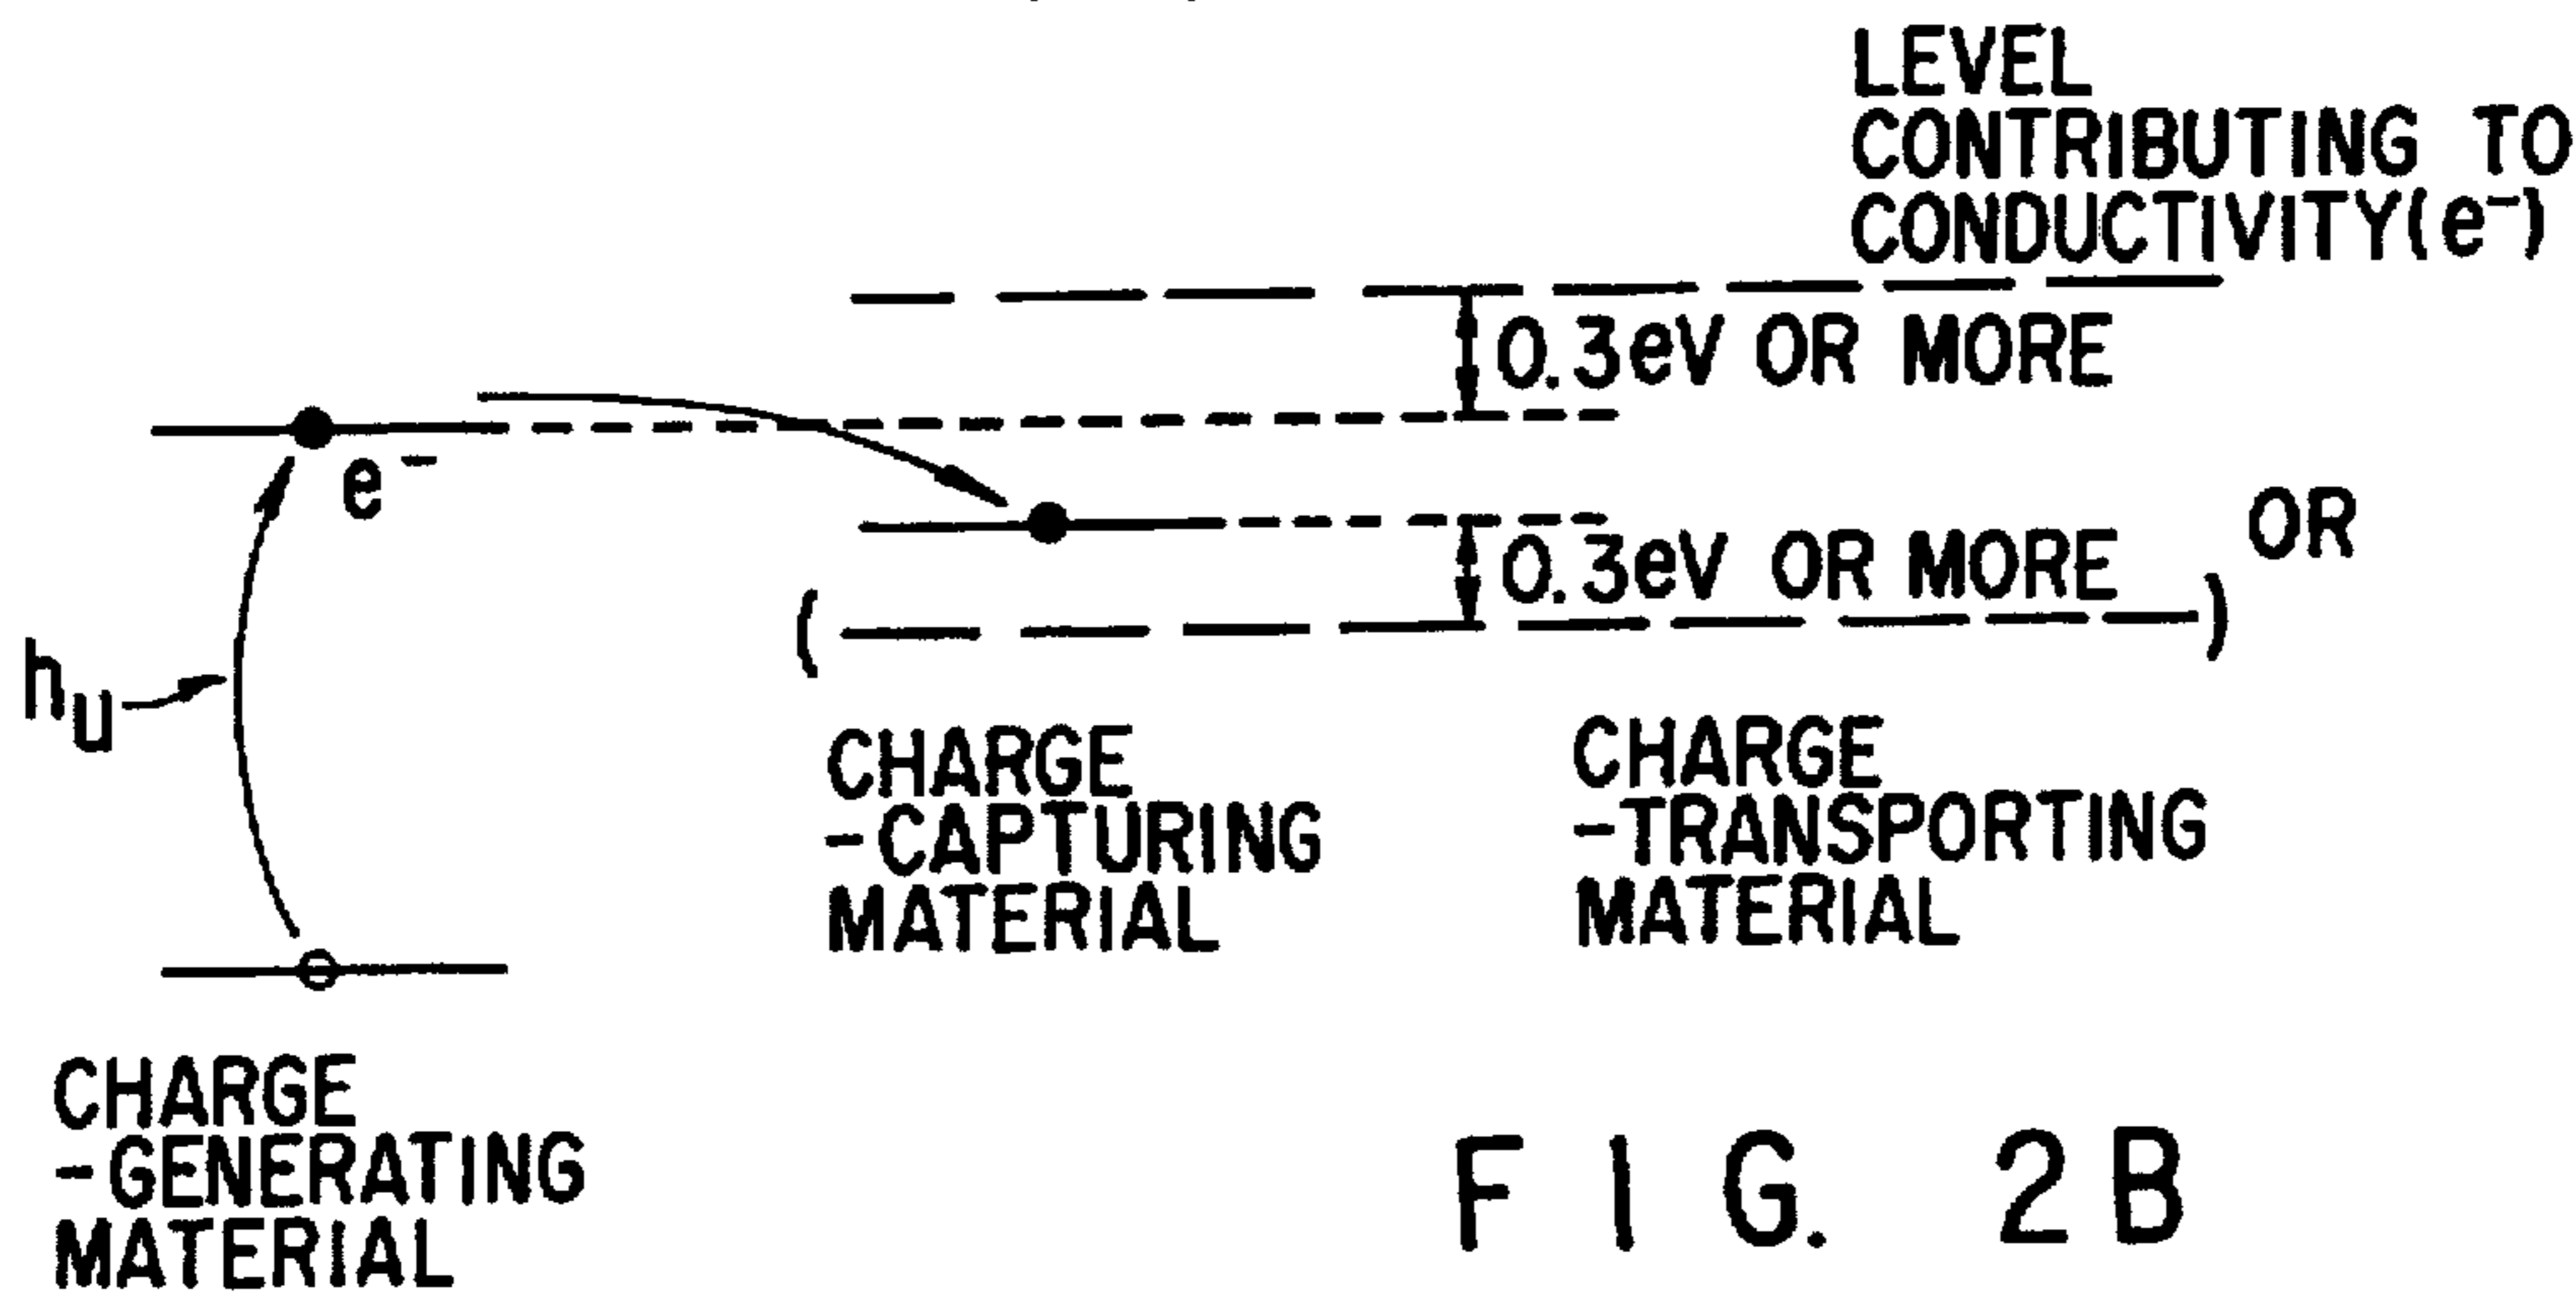 LEVEL
CONTRIBUTING TO
CONDUCTIVITY(e⁻)
0.3eV OR MORE
e⁻
0.3eV OR MORE
OR
(
)
hυ
CHARGE
-CAPTURING
MATERIAL
CHARGE
-TRANSPORTING
MATERIAL
CHARGE
-GENERATING
MATERIAL
FIG. 2B